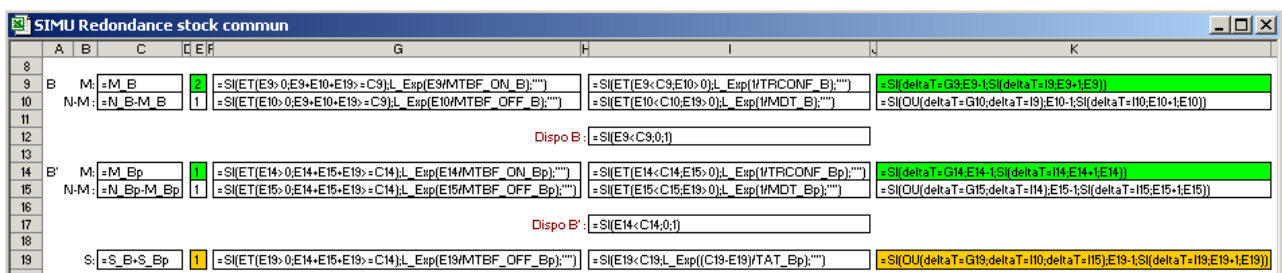 SIMU Redondance stock commun
A B C D E F G H I J K
8
9 B M: =M_B 2 =SI(ET(E9>0;E9+E10+E19>=C9);L_Exp(E9/MTBF_ON_B);"") =SI(ET(E9<C9;E10>0);L_Exp(1/TRCONF_B);"") =SI(deltaT=G9;E9-1;SI(deltaT=I9;E9+1;E9))
10 N-M: =N_B-M_B 1 =SI(ET(E10>0;E9+E10+E19>=C9);L_Exp(E10/MTBF_OFF_B);"") =SI(ET(E10<C10;E19>0);L_Exp(1/MDT_B);"") =SI(OU(deltaT=G10;deltaT=I9);E10-1;SI(deltaT=I10;E10+1;E10))
11
12 Dispo B : =SI(E9<C9;0;1)
13
14 B' M: =M_Bp 1 =SI(ET(E14>0;E14+E15+E19>=C14);L_Exp(E14/MTBF_ON_Bp);"") =SI(ET(E14<C14;E15>0);L_Exp(1/TRCONF_Bp);"") =SI(deltaT=G14;E14-1;SI(deltaT=I14;E14+1;E14))
15 N-M: =N_Bp-M_Bp 1 =SI(ET(E15>0;E14+E15+E19>=C14);L_Exp(E15/MTBF_OFF_Bp);"") =SI(ET(E15<C15;E19>0);L_Exp(1/MDT_Bp);"") =SI(OU(deltaT=G15;deltaT=I14);E15-1;SI(deltaT=I15;E15+1;E15))
16
17 Dispo B' : =SI(E14<C14;0;1)
18
19 S: =S_B+S_Bp 1 =SI(ET(E19>0;E14+E15+E19>=C14);L_Exp(E19/MTBF_OFF_Bp);"") =SI(E19<C19;L_Exp((C19-E19)/TAT_Bp);"") =SI(OU(deltaT=G19;deltaT=I10;deltaT=I15);E19-1;SI(deltaT=I19;E19+1;E19))